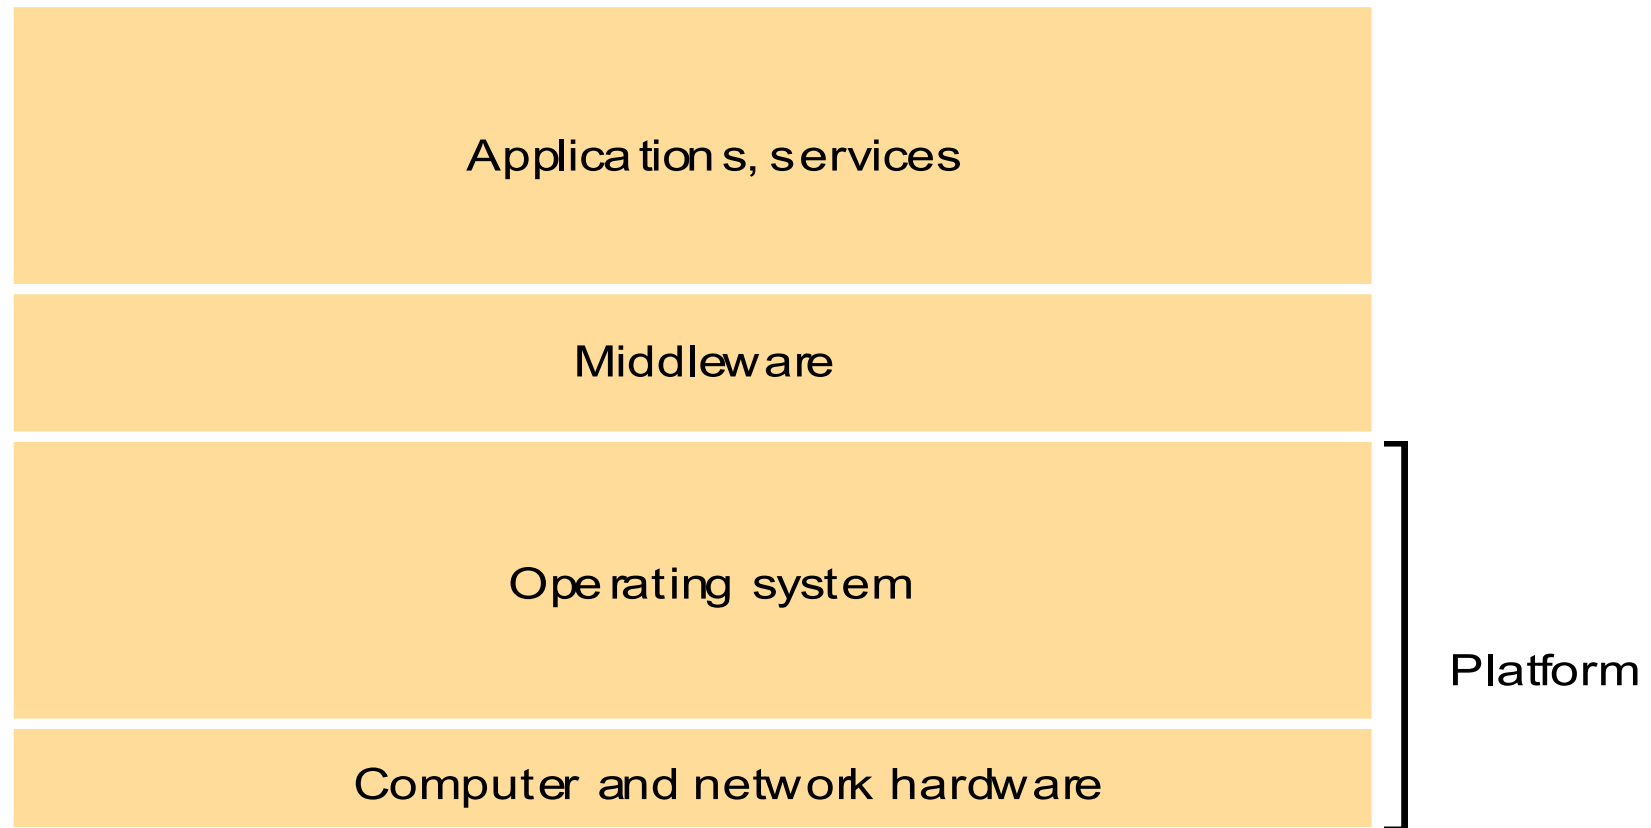 Applications, services
Middleware
Operating system
Platform
Computer and network hardware